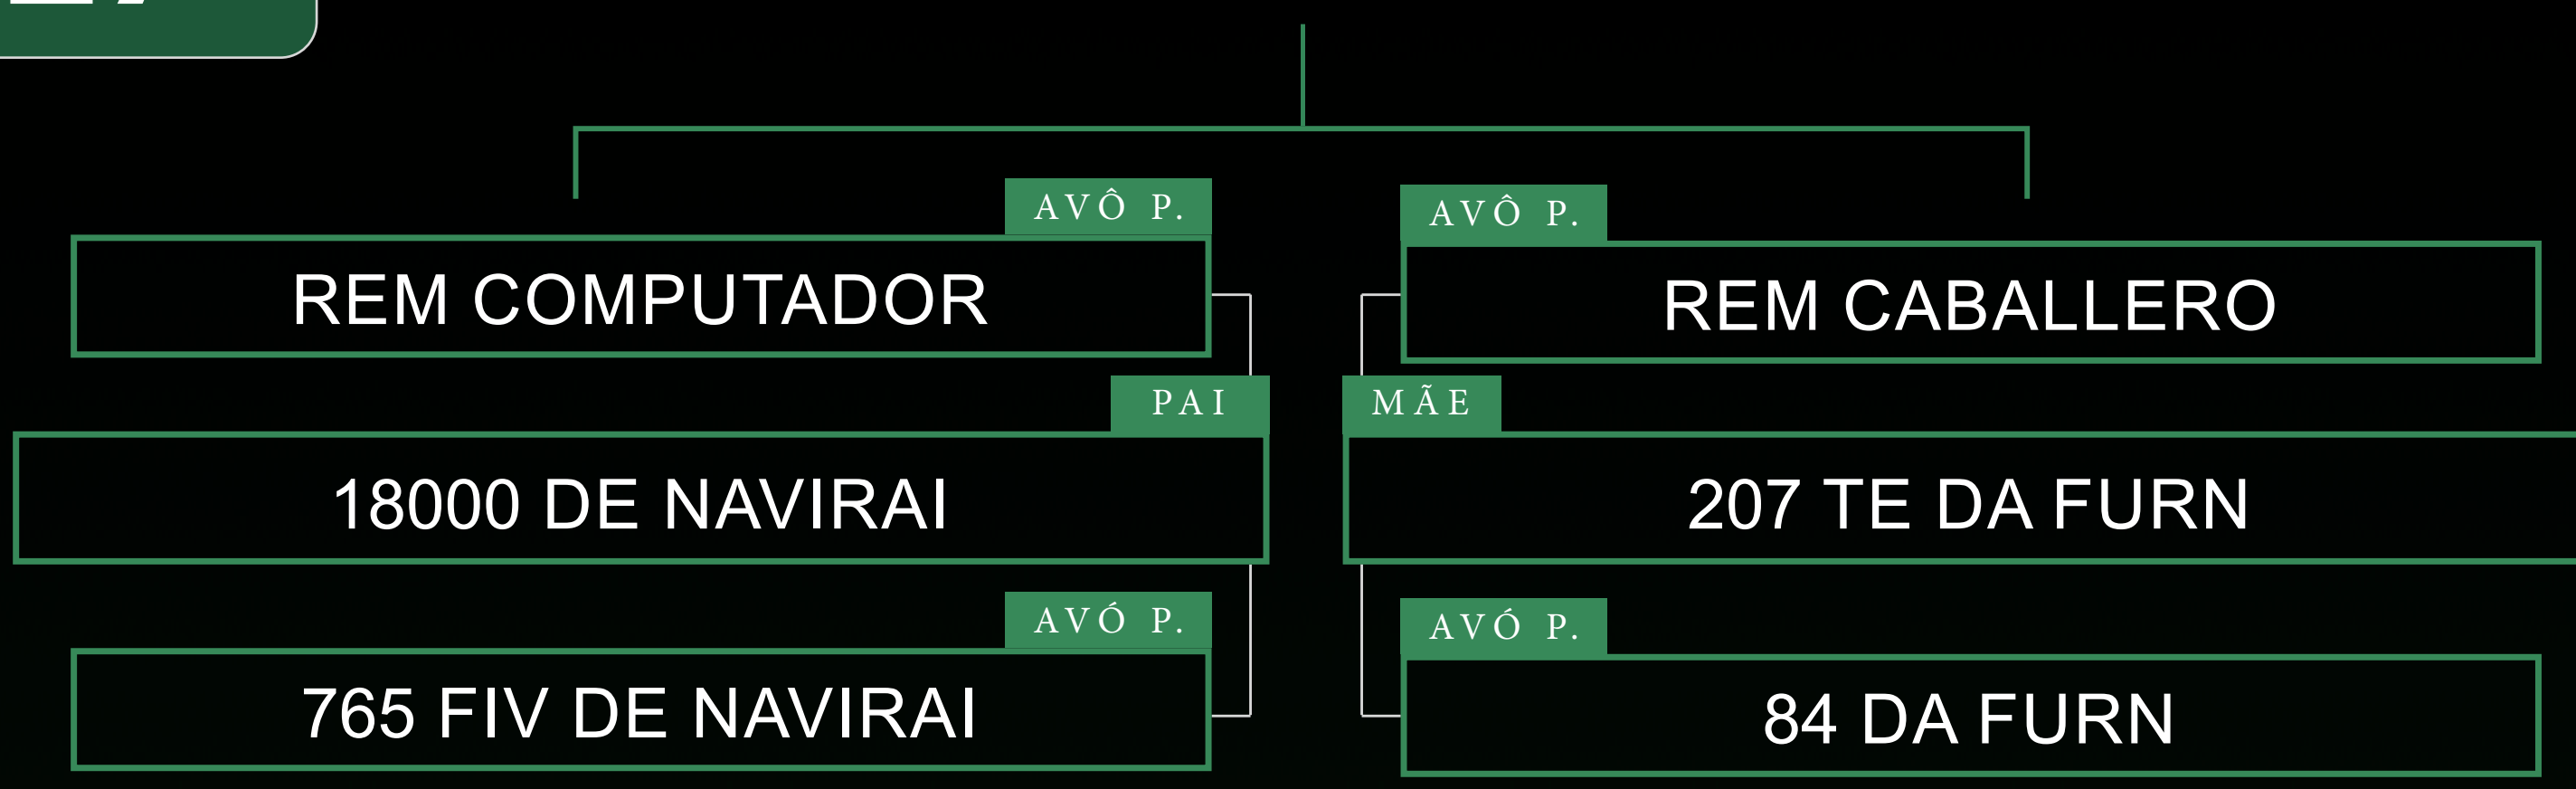 AVÔ P.
REM COMPUTADOR
PAI
18000 DE NAVIRAI
AVÓ P.
765 FIV DE NAVIRAI
AVÔ P.
REM CABALLERO
MÃE
207 TE DA FURN
AVÓ P.
84 DA FURN